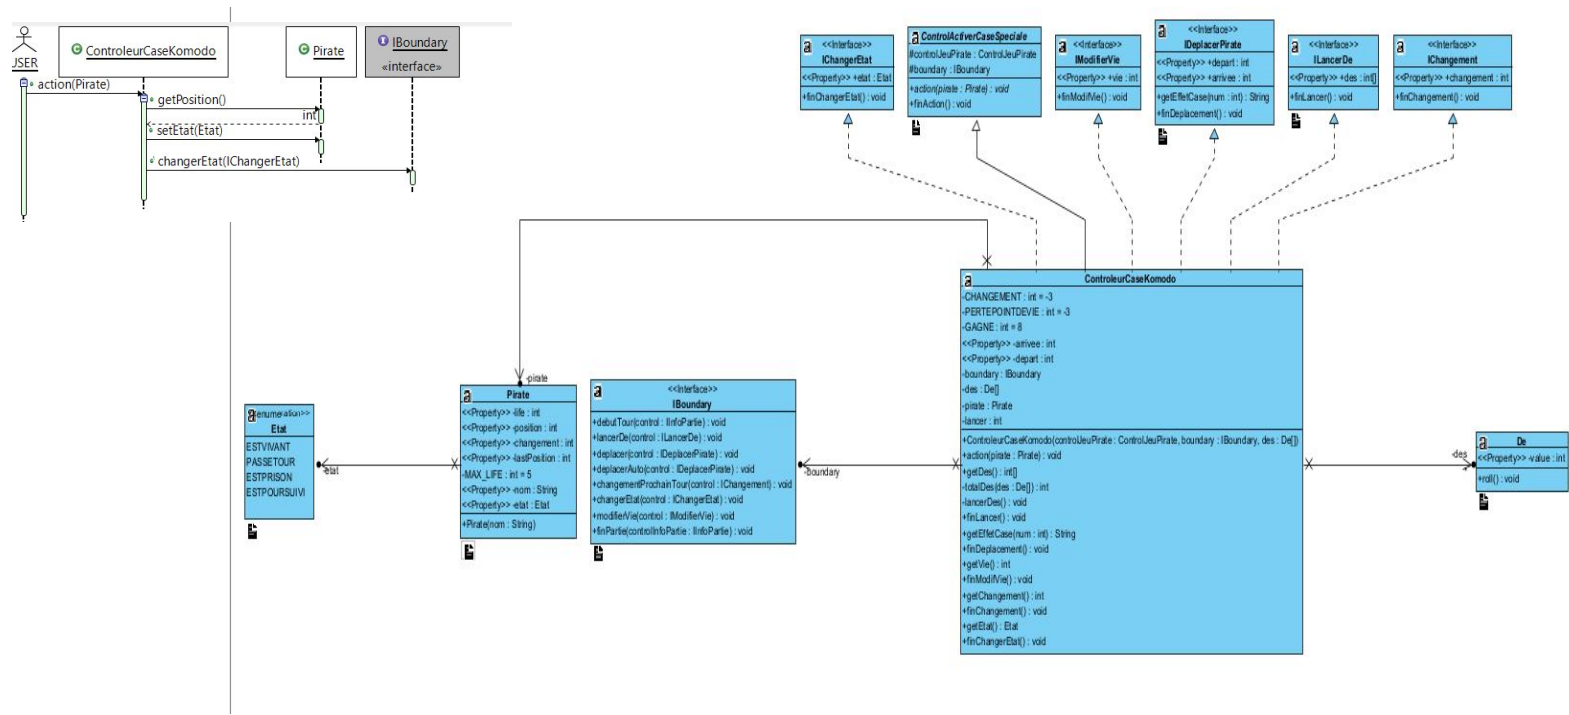 ControleurCaseKomodo
Pirate
IBoundary
«interface»
JSER
action(Pirate)
getPosition()
int
setEtat(Etat)
changerEtat(IChangerEtat)
<<Interface>>
IChangerEtat
<<Property>> +etat : Etat
+finChangerEtat() : void
ControlActiverCaseSpeciale
#controlJeuPirate : ControlJeuPirate
#boundary : IBoundary
+action(pirate : Pirate) : void
+finAction() : void
<<Interface>>
IModifierVie
<<Property>> +vie : int
+finModifVie() : void
<<Interface>>
IDeplacerPirate
<<Property>> +depart : int
<<Property>> +arrivee : int
+getEffetCase(num : int) : String
+finDeplacement() : void
<<Interface>>
ILancerDe
<<Property>> +des : int[]
+finLancer() : void
<<Interface>>
IChangement
<<Property>> +changement : int
+finChangement() : void
ControleurCaseKomodo
-CHANGEMENT : int = -3
-PERTEPOINTDEVIE : int = -3
-GAGNE : int = 8
<<Property>> -arrivee : int
<<Property>> -depart : int
-boundary : IBoundary
-des : De[]
-pirate : Pirate
-lancer : int
+ControleurCaseKomodo(controlJeuPirate : ControlJeuPirate, boundary : IBoundary, des : De[])
+action(pirate : Pirate) : void
+getDes() : int[]
-totalDes(des : De[]) : int
-lancerDes() : void
+finLancer() : void
+getEffetCase(num : int) : String
+finDeplacement() : void
+getVie() : int
+finModifVie() : void
+getChangement() : int
+finChangement() : void
+getEtat() : Etat
+finChangerEtat() : void
-pirate
Pirate
<<Property>> -life : int
<<Property>> -position : int
<<Property>> -changement : int
<<Property>> -lastPosition : int
-MAX_LIFE : int = 5
<<Property>> -nom : String
<<Property>> -etat : Etat
+Pirate(nom : String)
<<Interface>>
IBoundary
+debutTour(control : IInfoPartie) : void
+lancerDe(control : ILancerDe) : void
+deplacer(control : IDeplacerPirate) : void
+deplacerAuto(control : IDeplacerPirate) : void
+changementProchainTour(control : IChangement) : void
+changerEtat(control : IChangerEtat) : void
+modifierVie(control : IModifierVie) : void
+finPartie(controlInfoPartie : IInfoPartie) : void
enumeration>>
Etat
ESTVIVANT
PASSETOUR
ESTPRISON
ESTPOURSUIVI
-etat
-boundary
-des
De
<<Property>> -value : int
+roll() : void